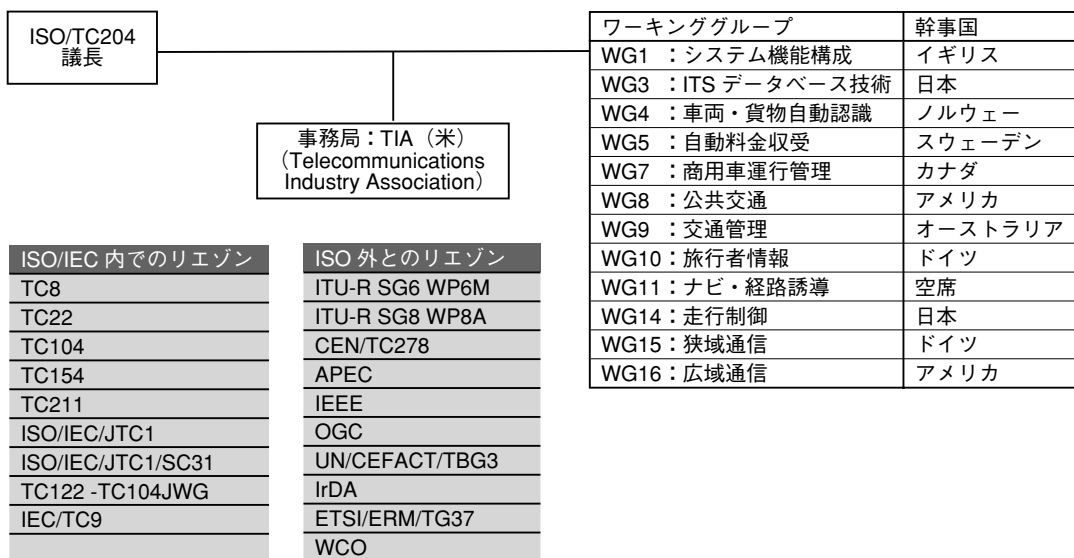 ISO/TC204
議長
事務局：TIA（米）
（Telecommunications
Industry Association）
ワーキンググループ 幹事国
WG1 ：システム機能構成 イギリス
WG3 ：ITS データベース技術 日本
WG4 ：車両・貨物自動認識 ノルウェー
WG5 ：自動料金収受 スウェーデン
WG7 ：商用車運行管理 カナダ
WG8 ：公共交通 アメリカ
WG9 ：交通管理 オーストラリア
WG10：旅行者情報 ドイツ
WG11：ナビ・経路誘導 空席
WG14：走行制御 日本
WG15：狭域通信 ドイツ
WG16：広域通信 アメリカ
ISO/IEC 内でのリエゾン
TC8
TC22
TC104
TC154
TC211
ISO/IEC/JTC1
ISO/IEC/JTC1/SC31
TC122 -TC104JWG
IEC/TC9
ISO 外とのリエゾン
ITU-R SG6 WP6M
ITU-R SG8 WP8A
CEN/TC278
APEC
IEEE
OGC
UN/CEFACT/TBG3
IrDA
ETSI/ERM/TG37
WCO